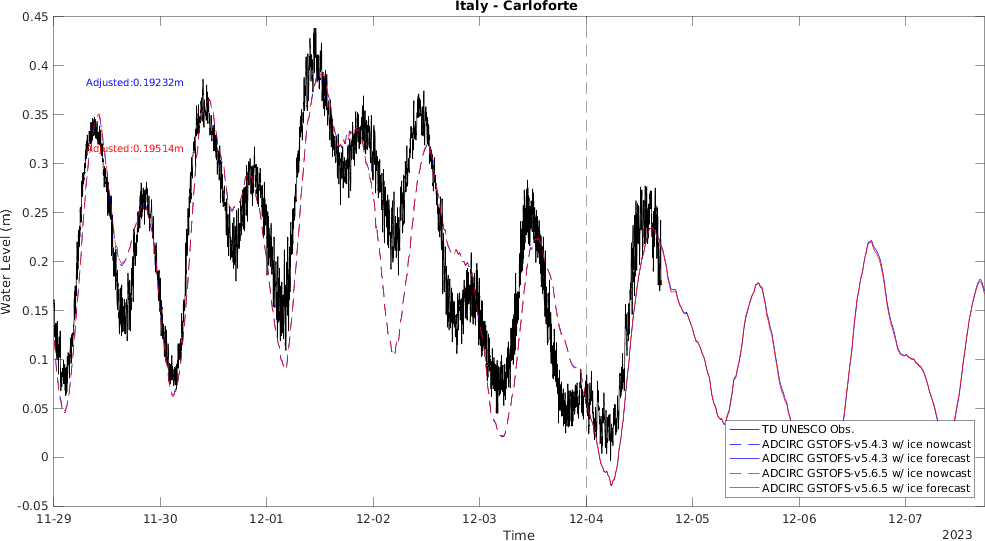 Italy - Carloforte
Water Level (m)
0.45
0.4
0.35
0.3
0.25
0.2
0.15
0.1
0.05
0
-0.05
Adjusted:0.19232m
Adjusted:0.19514m
TD UNESCO Obs.
ADCIRC GSTOFS-v5.4.3 w/ ice nowcast
ADCIRC GSTOFS-v5.4.3 w/ ice forecast
ADCIRC GSTOFS-v5.6.5 w/ ice nowcast
ADCIRC GSTOFS-v5.6.5 w/ ice forecast
11-29 11-30 12-01 12-02 12-03 12-04 12-05 12-06 12-07
Time
2023